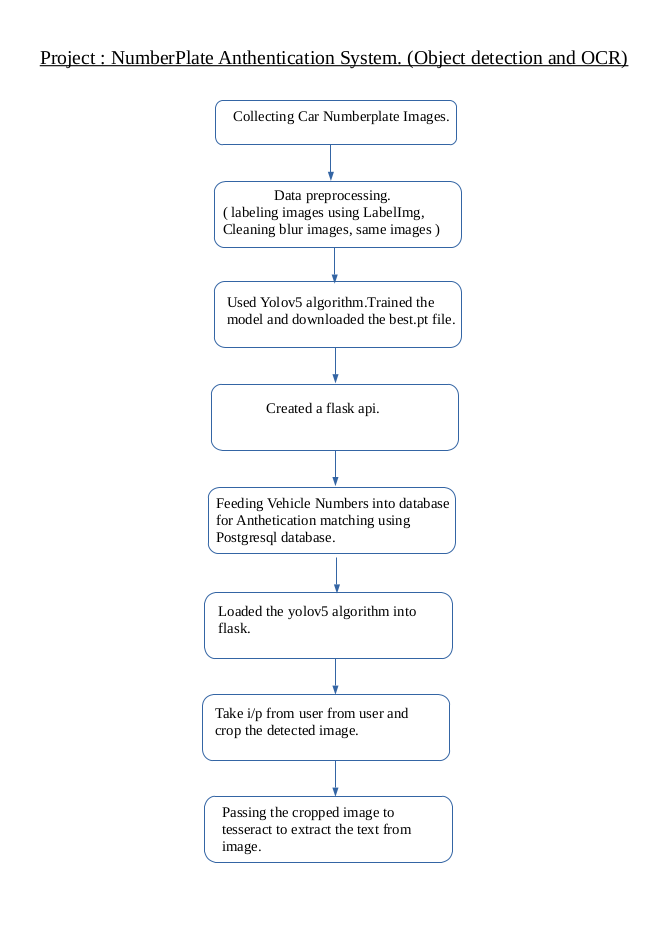 Project : NumberPlate Anthentication System. (Object detection and OCR)
Collecting Car Numberplate Images.
Data preprocessing.
( labeling images using LabelImg,
Cleaning blur images, same images )
Used Yolov5 algorithm.Trained the
model and downloaded the best.pt file.
Created a flask api.
Feeding Vehicle Numbers into database
for Anthetication matching using
Postgresql database.
Loaded the yolov5 algorithm into
flask.
Take i/p from user from user and
crop the detected image.
Passing the cropped image to
tesseract to extract the text from
image.